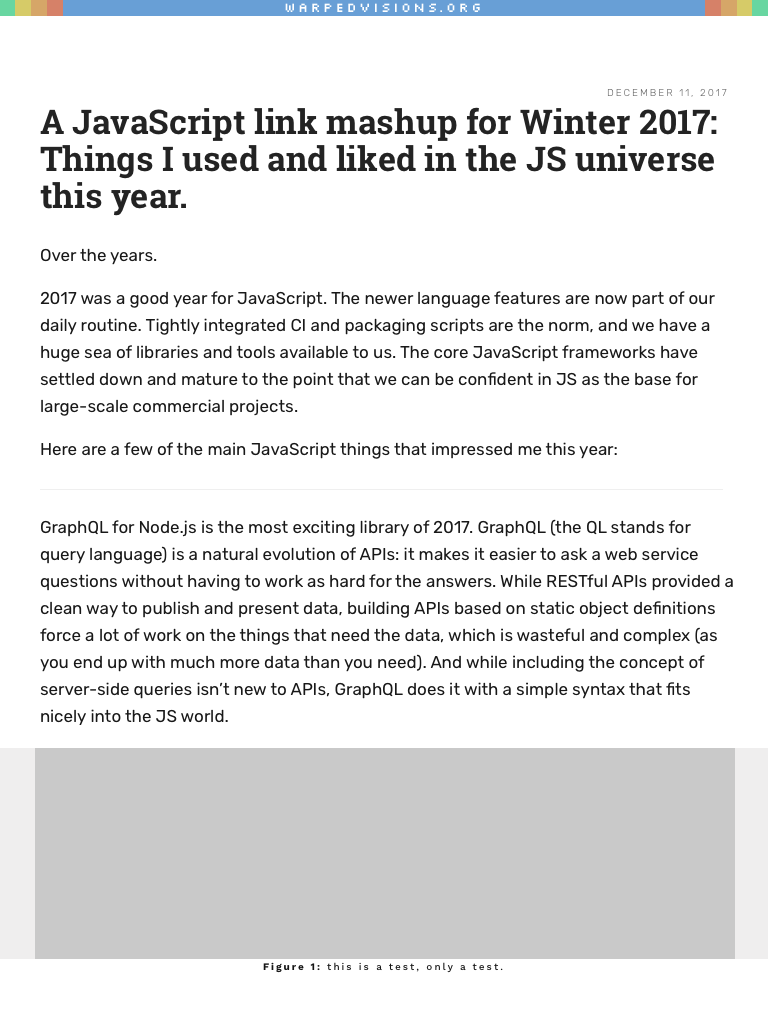 WARPEDVISIONS.ORG
DECEMBER 11, 2017
A JavaScript link mashup for Winter 2017:
Things I used and liked in the JS universe
this year.
Over the years.
2017 was a good year for JavaScript. The newer language features are now part of our
daily routine. Tightly integrated CI and packaging scripts are the norm, and we have a
huge sea of libraries and tools available to us. The core JavaScript frameworks have
settled down and mature to the point that we can be confident in JS as the base for
large-scale commercial projects.
Here are a few of the main JavaScript things that impressed me this year:
GraphQL for Node.js is the most exciting library of 2017. GraphQL (the QL stands for
query language) is a natural evolution of APIs: it makes it easier to ask a web service
questions without having to work as hard for the answers. While RESTful APIs provided a
clean way to publish and present data, building APIs based on static object definitions
force a lot of work on the things that need the data, which is wasteful and complex (as
you end up with much more data than you need). And while including the concept of
server-side queries isn’t new to APIs, GraphQL does it with a simple syntax that fits
nicely into the JS world.
Figure 1: this is a test, only a test.